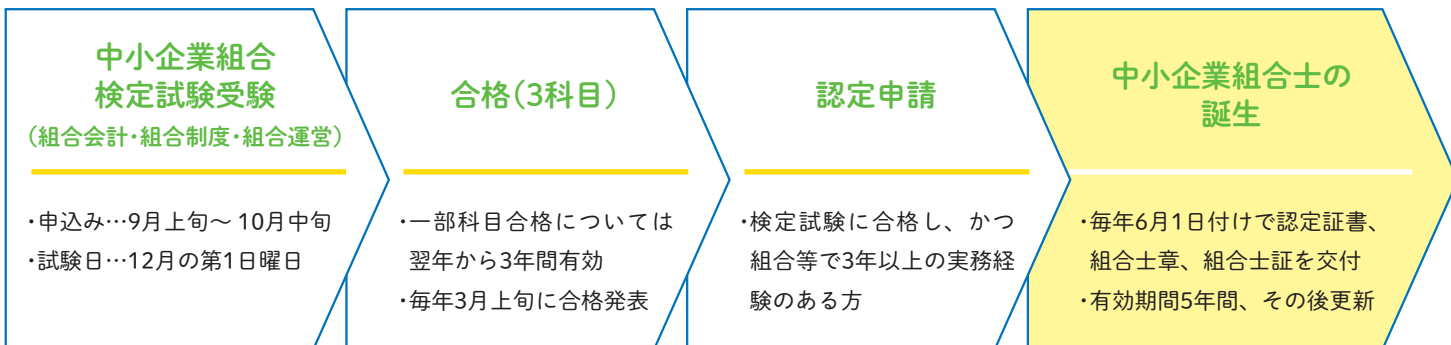 中小企業組合
検定試験受験
（組合会計・組合制度・組合運営）
・申込み…9月上旬～10月中旬
・試験日…12月の第1日曜日
合格（3科目）
・一部科目合格については
翌年から3年間有効
・毎年3月上旬に合格発表
認定申請
・検定試験に合格し、かつ
組合等で3年以上の実務経
験のある方
中小企業組合士の
誕生
・毎年6月1日付けで認定証書、
組合士章、組合士証を交付
・有効期間5年間、その後更新